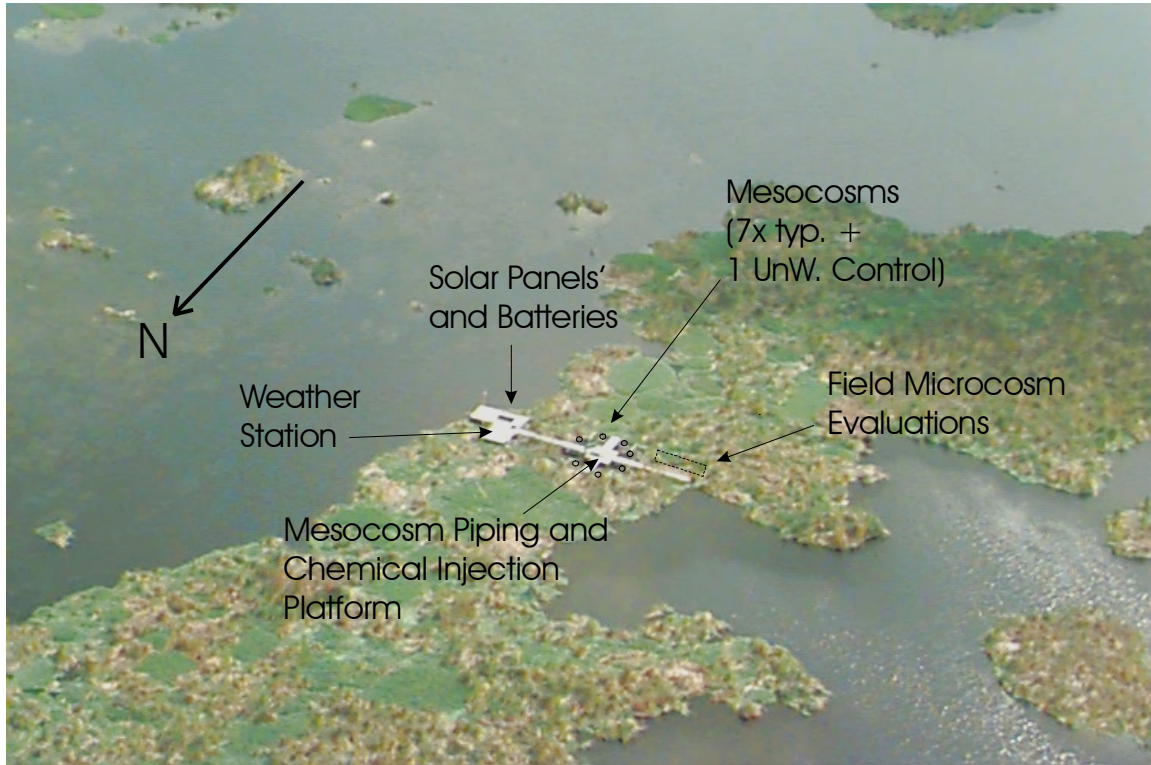 Mesocosms
(7x typ. +
1 UnW. Control)
Solar Panels'
and Batteries
N
Field Microcosm
Evaluations
Weather
Station
Mesocosm Piping and
Chemical Injection
Platform